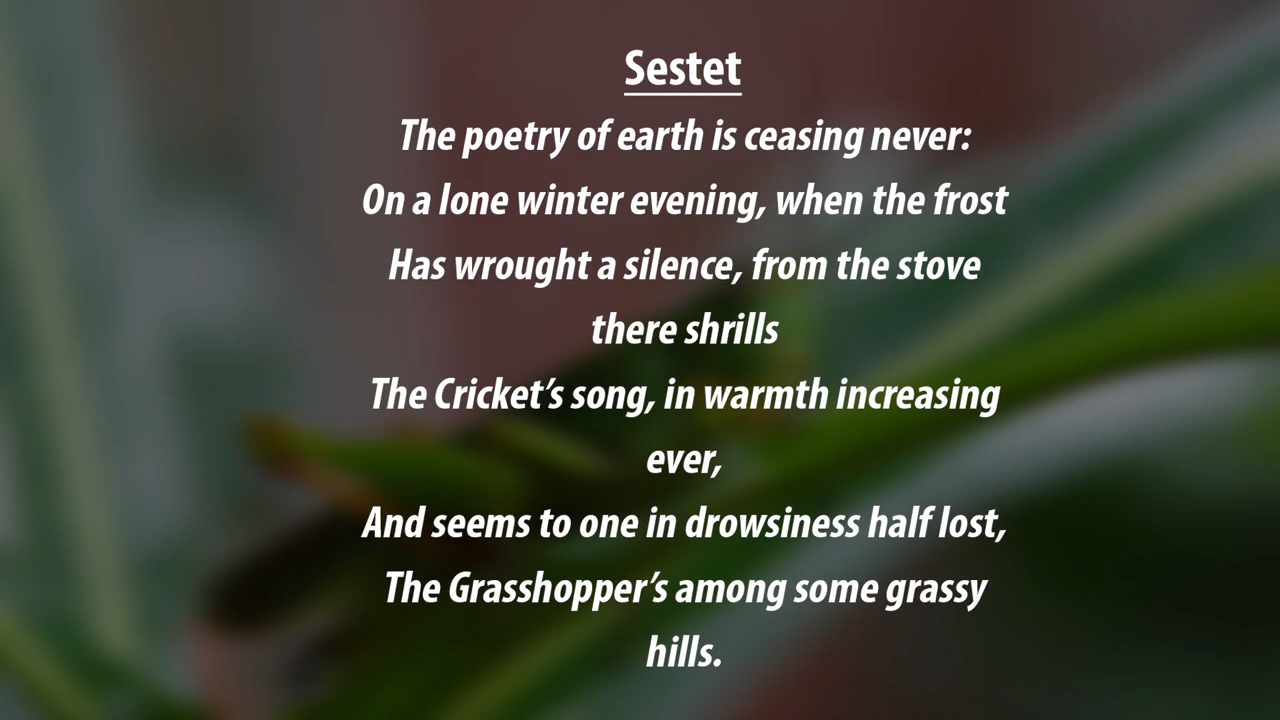 Sestet
The poetry of earth is ceasing never:
On a lone winter evening, when the frost
Has wrought a silence, from the stove
there shrills
The Cricket’s song, in warmth increasing
ever,
And seems to one in drowsiness half lost,
The Grasshopper’s among some grassy
hills.